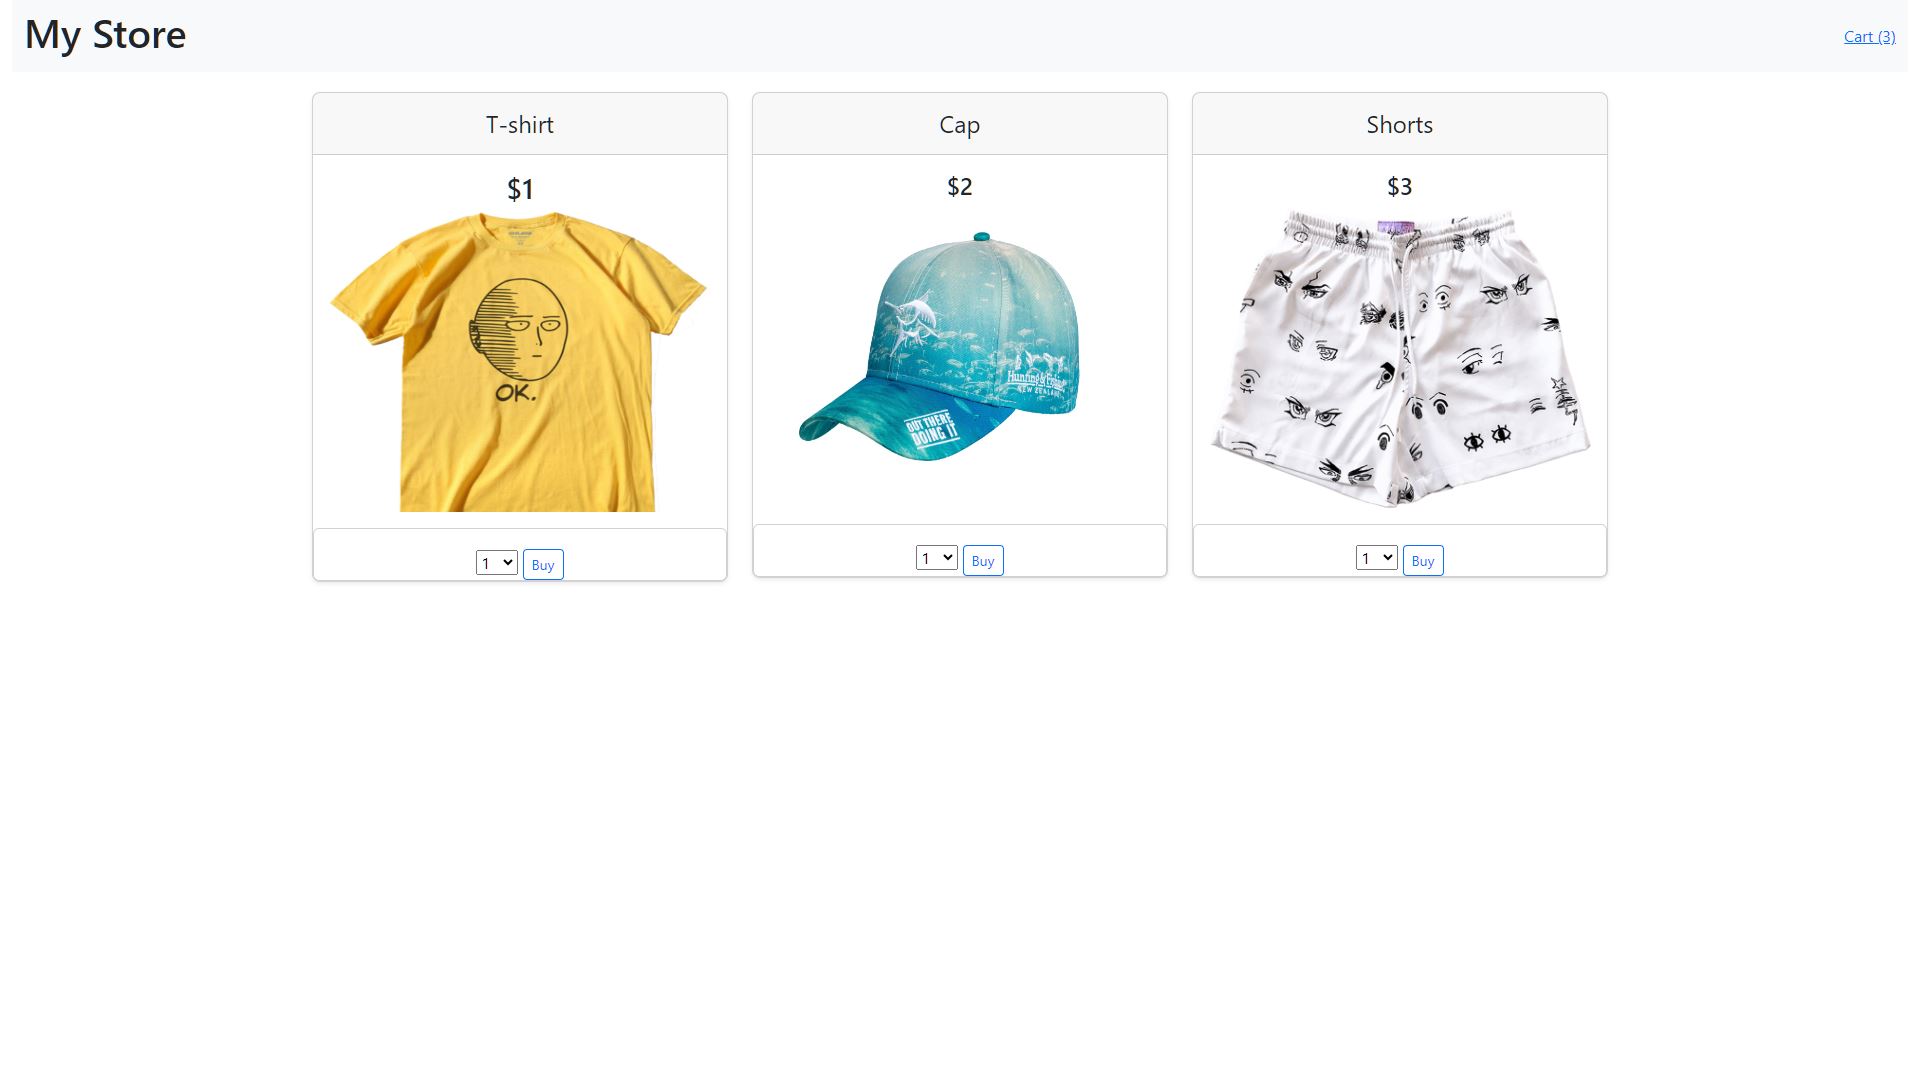 My Store
Cart (3)
T-shirt
$1
OK.
1
Buy
Cap
$2
Hunting & Fishing
NEW ZEALAND
OUT THERE
DOING IT
1
Buy
Shorts
$3
1
Buy